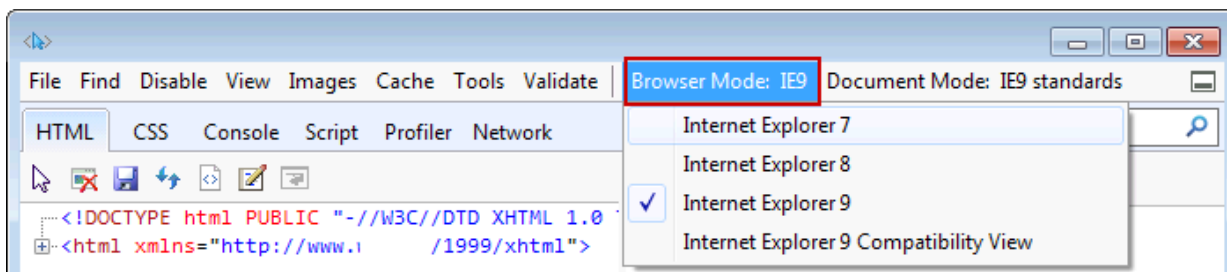 File Find Disable View Images Cache Tools Validate Browser Mode: IE9 Document Mode: IE9 standards
HTML CSS Console Script Profiler Network
Internet Explorer 7
Internet Explorer 8
Internet Explorer 9
Internet Explorer 9 Compatibility View
<!DOCTYPE html PUBLIC "-//W3C//DTD XHTML 1.0
<html xmlns="http://www. /1999/xhtml">